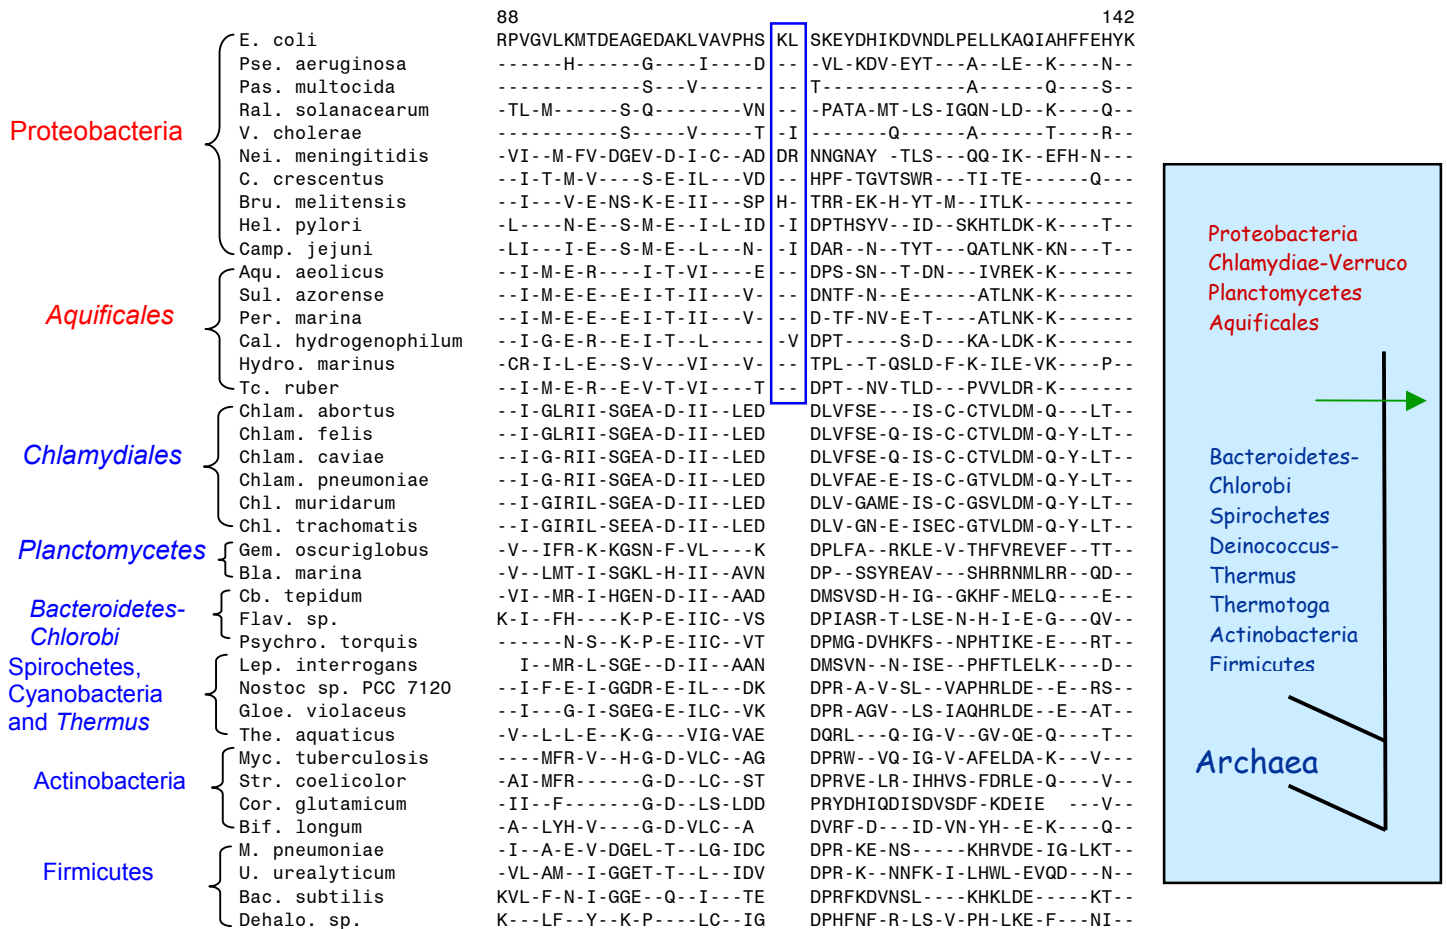 88 142
E. coli RPVGVLKMTDEAGEDAKLVAVPHS KL SKEYDHIKDVNDLPELLKAQIAHFFEHYK
Pse. aeruginosa ------H------G----I----D -- -VL-KDV-EYT---A--LE--K----N--
Pas. multocida -------------S---V------ -- T-------------A------Q----S--
Ral. solanacearum -TL-M------S-Q--------VN -- -PATA-MT-LS-IGQN-LD--K----Q--
Proteobacteria
V. cholerae ------------S-----V-----T -I -------Q------A------T----R--
Nei. meningitidis -VI--M-FV-DGEV-D-I-C--AD DR NNGNAY -TLS---QQ-IK--EFH-N---
C. crescentus --I-T-M-V----S-E-IL---VD -- HPF-TGVTSWR---TI-TE------Q---
Bru. melitensis --I---V-E-NS-K-E-II---SP H- TRR-EK-H-YT-M--ITLK---------
Hel. pylori -L----N-E--S-M-E--I-L-ID -I DPTHSYV--ID--SKHTLDK-K----T--
Camp. jejuni -LI---I-E--S-M-E--L---N- -I DAR--N--TYT---QATLNK-KN---T--
Aqu. aeolicus --I-M-E-R----I-T-VI----E -- DPS-SN--T-DN---IVREK-K-------
Sul. azorense --I-M-E-E--E-I-T-II---V- -- DNTF-N--E-----ATLNK-K-------
Aquificales
Per. marina --I-M-E-E--E-I-T-II---V- -- D-TF-NV-E-T----ATLNK-K-------
Cal. hydrogenophilum --I-G-E-R--E-I-T--L----- -V DPT-----S-D---KA-LDK-K-------
Hydro. marinus -CR-I-L-E--S-V---VI---V- -- TPL--T-QSLD-F-K-ILE-VK----P--
Tc. ruber --I-M-E-R--E-V-T-VI----T -- DPT--NV-TLD---PVVLDR-K-------
Chlam. abortus --I-GLRII-SGEA-D-II--LED DLVFSE---IS-C-CTVLDM-Q---LT--
Chlam. felis --I-GLRII-SGEA-D-II--LED DLVFSE-Q-IS-C-CTVLDM-Q-Y-LT--
Chlamydiales
Chlam. caviae --I-G-RII-SGEA-D-II--LED DLVFSE-Q-IS-C-CTVLDM-Q-Y-LT--
Chlam. pneumoniae --I-G-RII-SGEA-D-II--LED DLVFAE-E-IS-C-GTVLDM-Q-Y-LT--
Chl. muridarum --I-GIRIL-SGEA-D-II--LED DLV-GAME-IS-C-GSVLDM-Q-Y-LT--
Chl. trachomatis --I-GIRIL-SEEA-D-II--LED DLV-GN-E-ISEC-GTVLDM-Q-Y-LT--
Planctomycetes
Gem. oscuriglobus -V--IFR-K-KGSN-F-VL----K DPLFA--RKLE-V-THFVREVEF--TT--
Bla. marina -V--LMT-I-SGKL-H-II--AVN DP--SSYREAV---SHRRNMLRR--QD--
Bacteroidetes-
Chlorobi
Cb. tepidum -VI--MR-I-HGEN-D-II--AAD DMSVSD-H-IG--GKHF-MELQ----E--
Flav. sp. K-I--FH----K-P-E-IIC--VS DPIASR-T-LSE-N-H-I-E-G---QV--
Psychro. torquis -----N-S--K-P-E-IIC--VT DPMG-DVHKFS--NPHTIKE-E---RT--
Spirochetes,
Cyanobacteria
and Thermus
Lep. interrogans I--MR-L-SGE--D-II--AAN DMSVN--N-ISE--PHFTLELK----D--
Nostoc sp. PCC 7120 --I-F-E-I-GGDR-E-IL---DK DPR-A-V-SL--VAPHRLDE--E--RS--
Gloe. violaceus --I---G-I-SGEG-E-ILC--VK DPR-AGV--LS-IAQHRLDE--E--AT--
The. aquaticus -V--L-L-E--K-G---VIG-VAE DQRL---Q-IG-V--GV-QE-Q----T--
Actinobacteria
Myc. tuberculosis ----MFR-V--H-G-D-VLC--AG DPRW--VQ-IG-V-AFELDA-K---V---
Str. coelicolor -AI-MFR------G-D--LC--ST DPRVE-LR-IHHVS-FDRLE-Q----V--
Cor. glutamicum -II--F-------G-D--LS-LDD PRYDHIQDISDVSDF-KDEIE ---V--
Bif. longum -A--LYH-V----G-D-VLC--A DVRF-D---ID-VN-YH--E-K----Q--
Firmicutes
M. pneumoniae -I--A-E-V-DGEL-T--LG-IDC DPR-KE-NS-----KHRVDE-IG-LKT--
U. urealyticum -VL-AM--I-GGET-T--L--IDV DPR-K--NNFK-I-LHWL-EVQD---N--
Bac. subtilis KVL-F-N-I-GGE--Q--I---TE DPRFKDVNSL----KHKLDE-----KT--
Dehalo. sp. K---LF--Y--K-P----LC--IG DPHFNF-R-LS-V-PH-LKE-F---NI--
Proteobacteria
Chlamydiae-Verruco
Planctomycetes
Aquificales
Bacteroidetes-
Chlorobi
Spirochetes
Deinococcus-
Thermus
Thermotoga
Actinobacteria
Firmicutes
Archaea